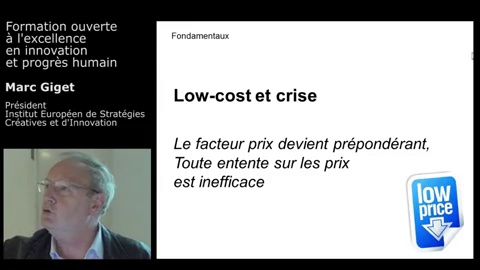 Formation ouverte
à l'excellence
en innovation
et progrès humain
Marc Giget
Président
Institut Européen de Stratégies
Créatives et d'Innovation
Fondamentaux
Low-cost et crise
Le facteur prix devient prépondérant,
Toute entente sur les prix
est inefficace
low
price